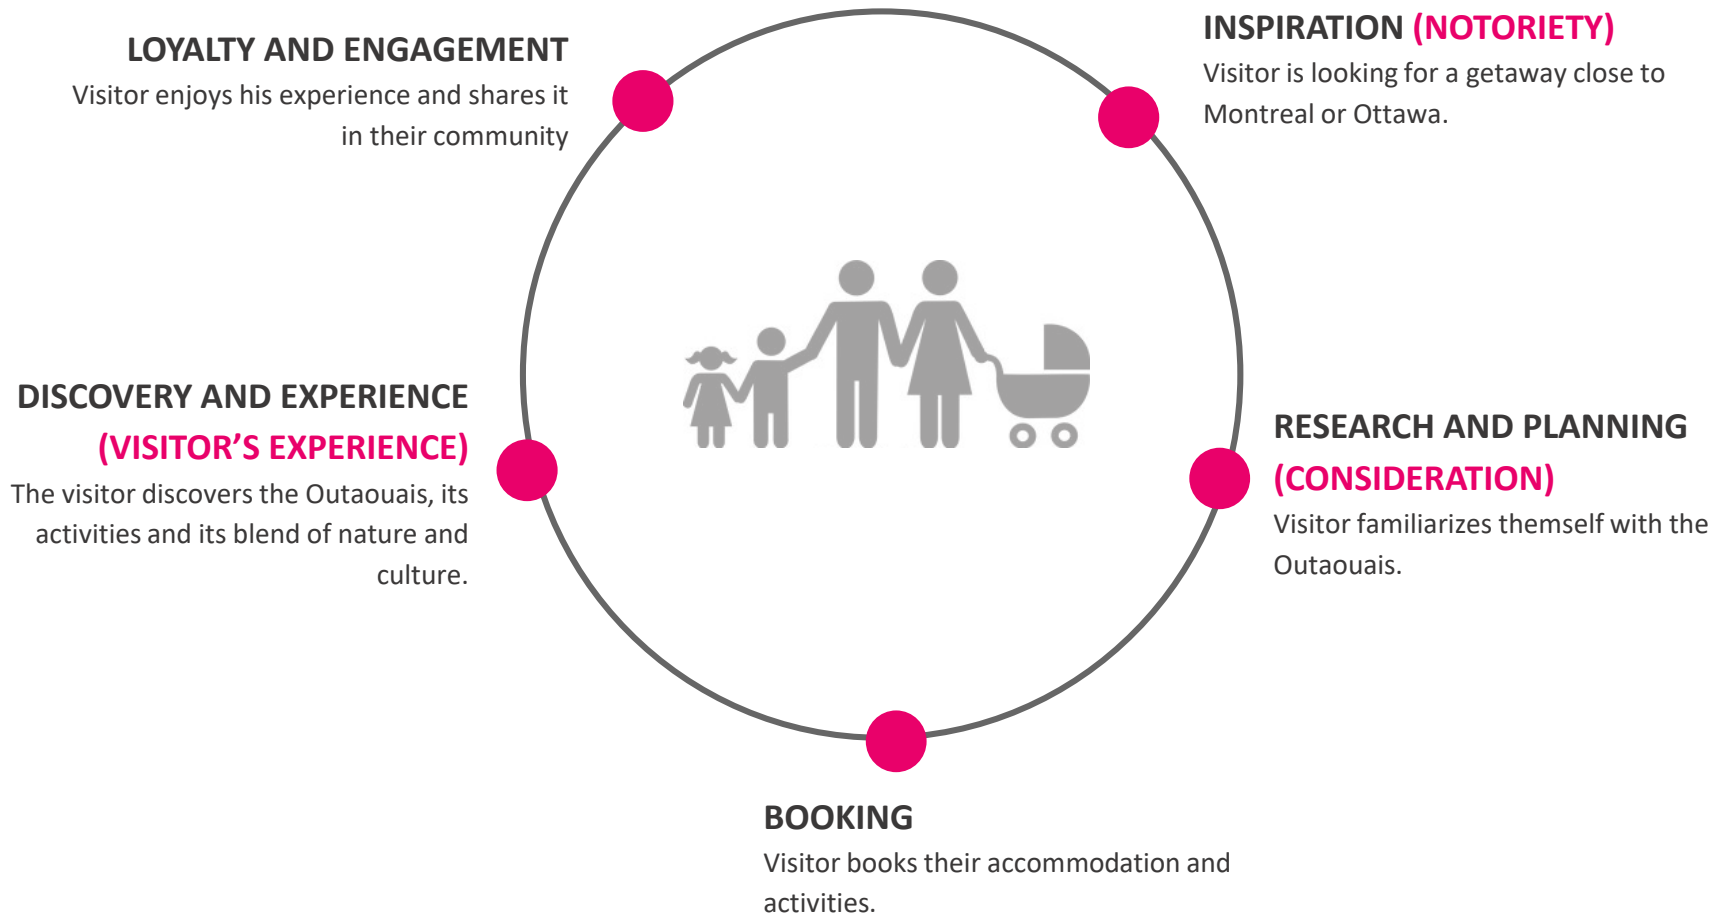 LOYALTY AND ENGAGEMENT
Visitor enjoys his experience and shares it
in their community
INSPIRATION (NOTORIETY)
Visitor is looking for a getaway close to
Montreal or Ottawa.
DISCOVERY AND EXPERIENCE
(VISITOR’S EXPERIENCE)
The visitor discovers the Outaouais, its
activities and its blend of nature and
culture.
RESEARCH AND PLANNING
(CONSIDERATION)
Visitor familiarizes themself with the
Outaouais.
BOOKING
Visitor books their accommodation and
activities.